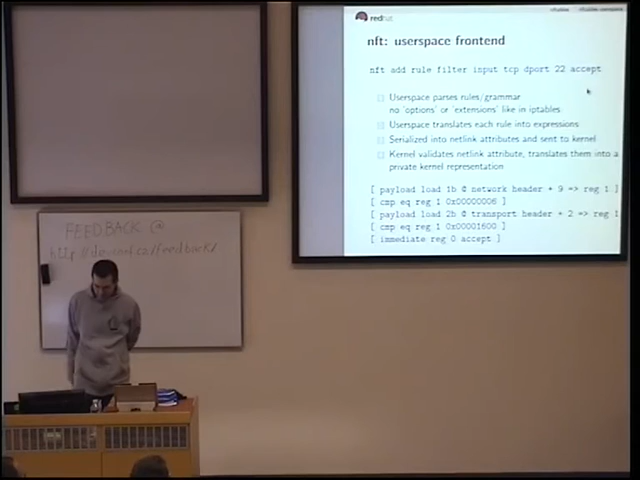 redhat
nft: userspace frontend
nft add rule filter input tcp dport 22 accept
Userspace parses rules/grammar
no 'options' or 'extensions' like in iptables
Userspace translates each rule into expressions
Serialized into netlink attributes and sent to kernel
Kernel validates netlink attribute, translates them into a
private kernel representation
[ payload load 1b @ network header + 9 => reg 1 ]
[ cmp eq reg 1 0x00000006 ]
[ payload load 2b @ transport header + 2 => reg 1
[ cmp eq reg 1 0x00001600 ]
[ immediate reg 0 accept ]
FEEDBACK @
/feedback/